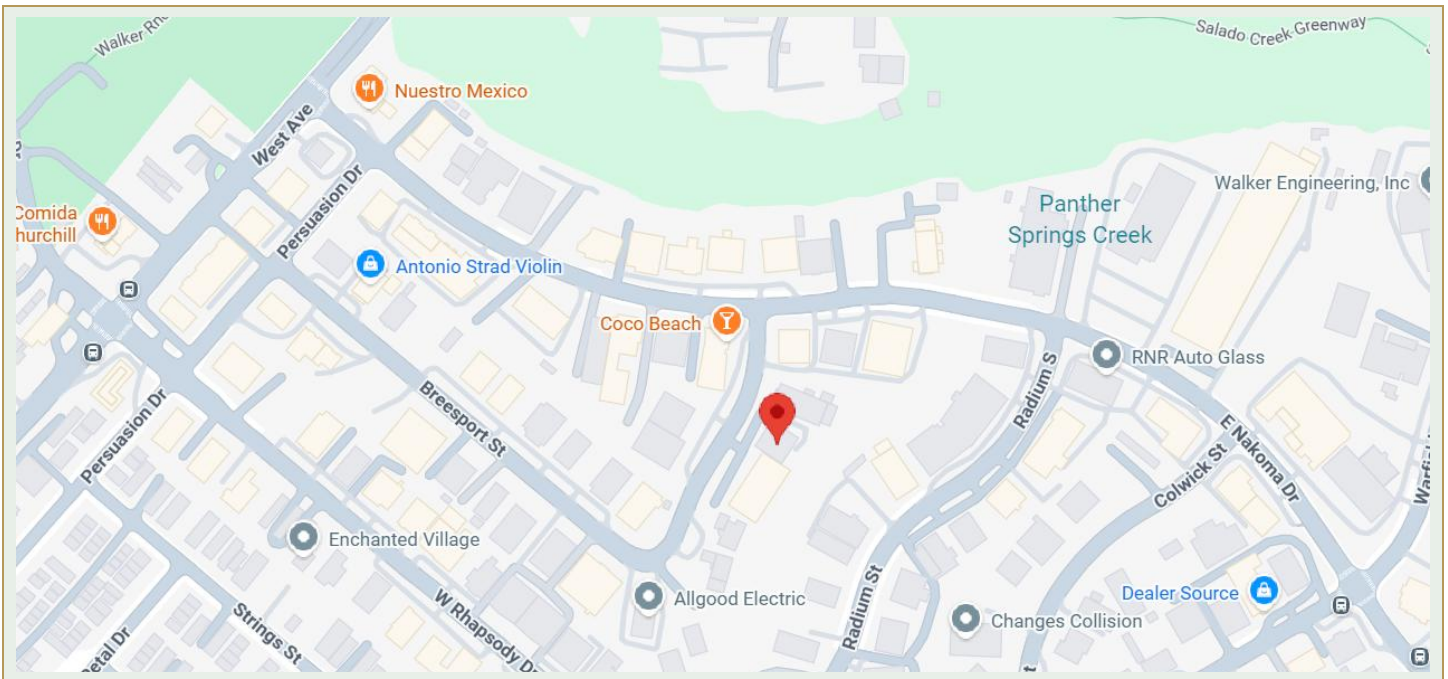 Walker
Salado Creek Greenway
Nuestro Mexico
West Ave
Persuasion Dr
Walker Engineering, Inc
Panther
Springs Creek
Comida
hurchill
Antonio Strad Violin
Coco Beach
RNR Auto Glass
Radium S
Breesport St
Persuasion Dr
E Nakoma Dr
Colwick St
Enchanted Village
Allgood Electric
Dealer Source
W Rhapsody D
Strings St
Radium St
Changes Collision
etal Dr